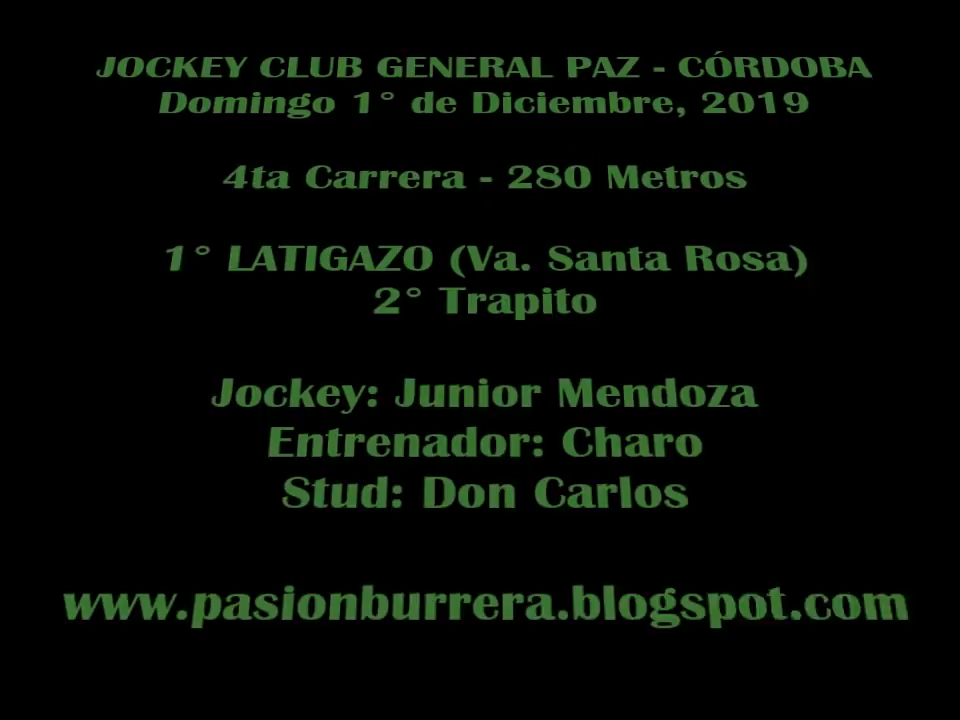 JOCKEY CLUB GENERAL PAZ - CÓRDOBA
Domingo 1° de Diciembre, 2019
4ta Carrera - 280 Metros
1° LATIGAZO (Va. Santa Rosa)
2° Trapito
Jockey: Junior Mendoza
Entrenador: Charo
Stud: Don Carlos
www.pasionburrera.blogspot.com